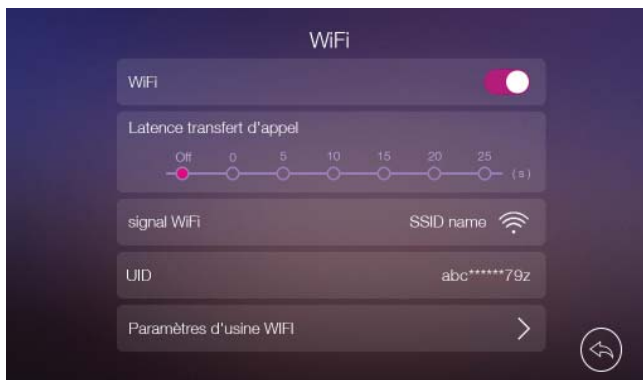 WiFi
WiFi
Latence transfert d'appel
Off 0 5 10 15 20 25 (s)
signal WiFi SSID name
UID abc******79z
Paramètres d'usine WIFI